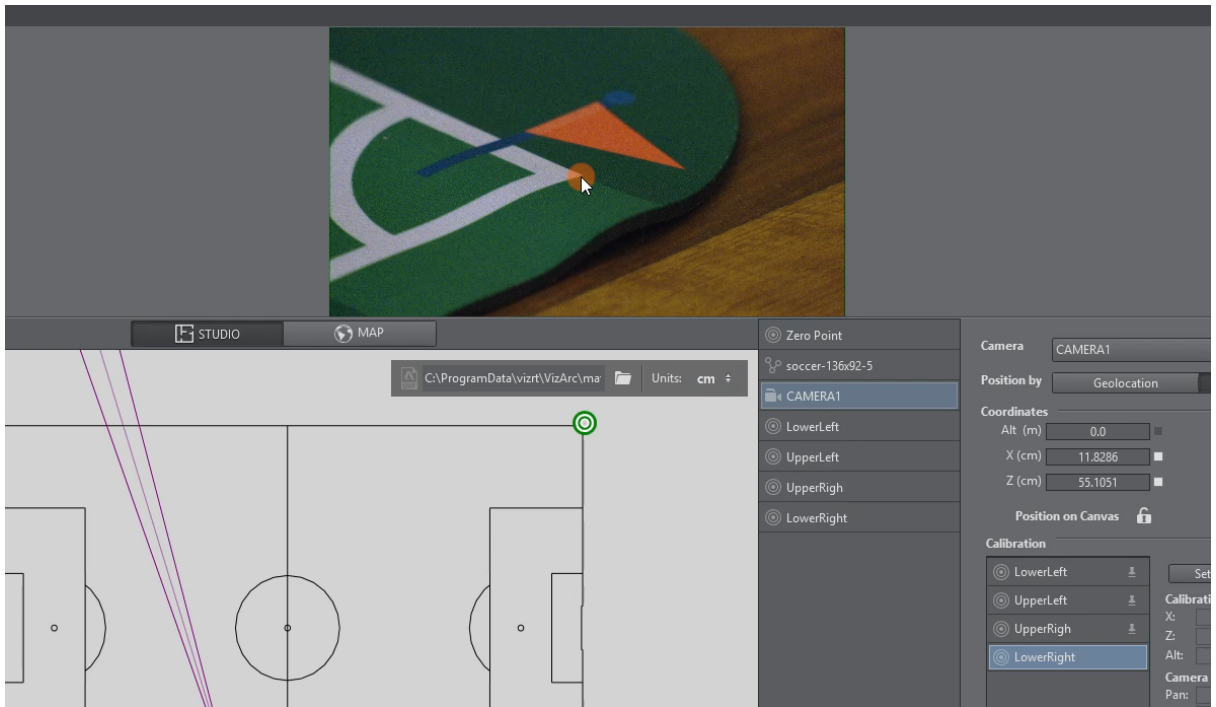 STUDIO
MAP
C:\ProgramData\vizrt\VizArc\ma
Units: cm
Zero Point
soccer-136x92-5
CAMERA1
LowerLeft
UpperLeft
UpperRigh
LowerRight
Camera CAMERA1
Position by Geolocation
Coordinates
Alt (m) 0.0
X (cm) 11.8286
Z (cm) 55.1051
Position on Canvas
Calibration
LowerLeft
UpperLeft
UpperRigh
LowerRight
Set
Calibrati
X:
Z:
Alt:
Camera
Pan: